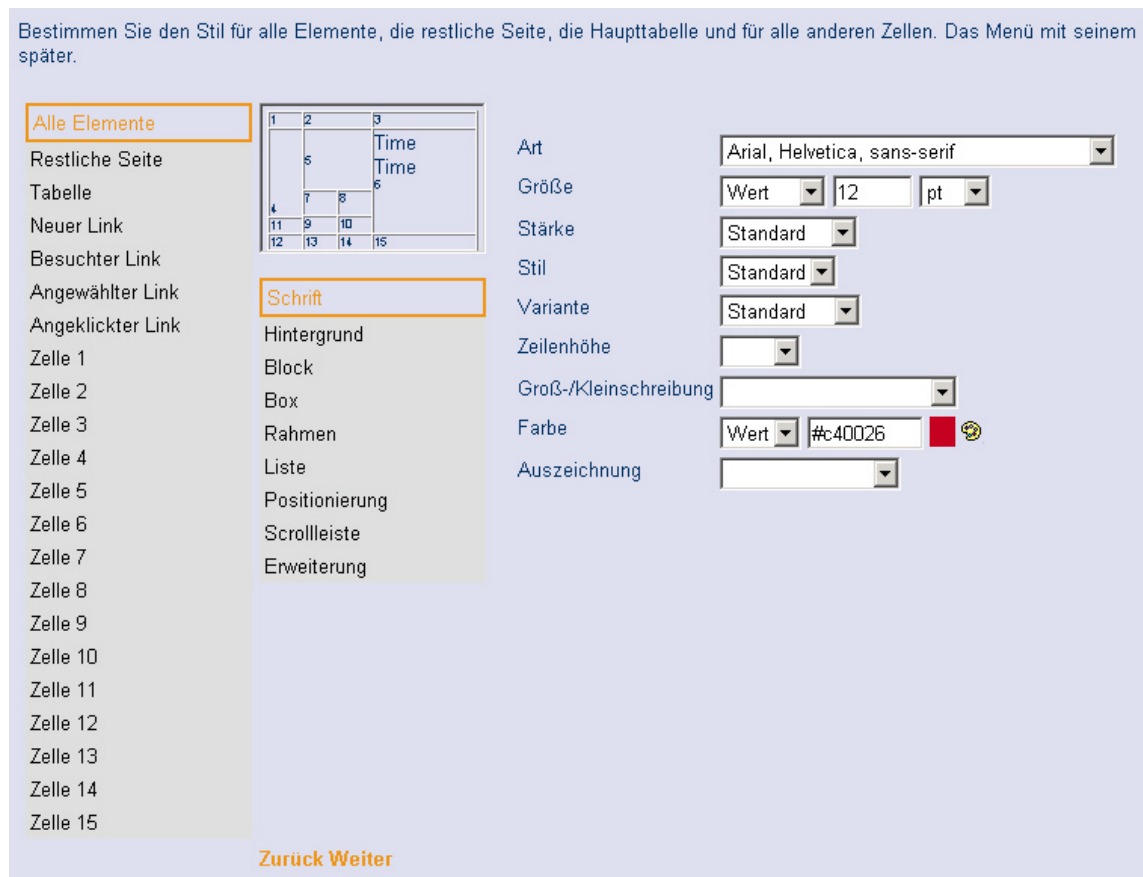 Bestimmen Sie den Stil für alle Elemente, die restliche Seite, die Haupttabelle und für alle anderen Zellen. Das Menü mit seinem
später.
Alle Elemente
Restliche Seite
Tabelle
Neuer Link
Besuchter Link
Angewählter Link
Angeklickter Link
Zelle 1
Zelle 2
Zelle 3
Zelle 4
Zelle 5
Zelle 6
Zelle 7
Zelle 8
Zelle 9
Zelle 10
Zelle 11
Zelle 12
Zelle 13
Zelle 14
Zelle 15
1 2 3
Time
5 Time
6
7 8
4
11 9 10
12 13 14 15
Schrift
Hintergrund
Block
Box
Rahmen
Liste
Positionierung
Scrollleiste
Erweiterung
Art Arial, Helvetica, sans-serif
Größe Wert 12 pt
Stärke Standard
Stil Standard
Variante Standard
Zeilenhöhe
Groß-/Kleinschreibung
Farbe Wert #c40026
Auszeichnung
Zurück Weiter